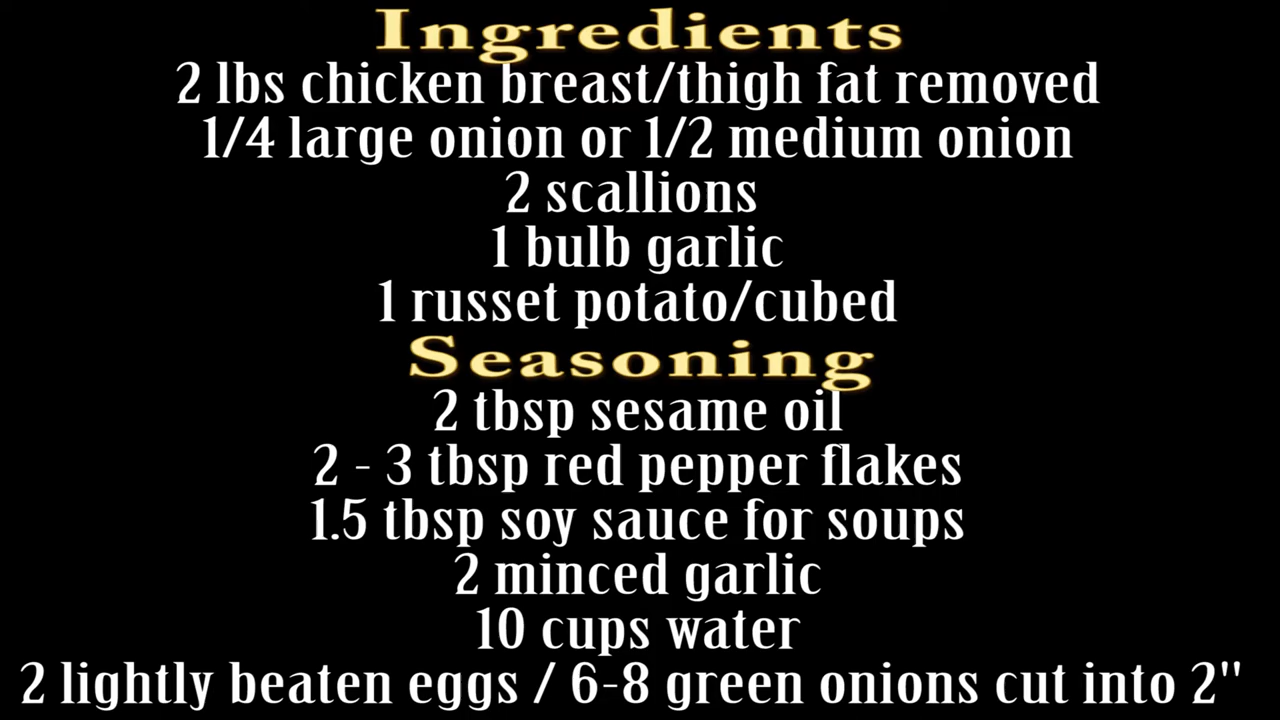 Ingredients
2 lbs chicken breast/thigh fat removed
1/4 large onion or 1/2 medium onion
2 scallions
1 bulb garlic
1 russet potato/cubed
Seasoning
2 tbsp sesame oil
2 - 3 tbsp red pepper flakes
1.5 tbsp soy sauce for soups
2 minced garlic
10 cups water
2 lightly beaten eggs / 6-8 green onions cut into 2"